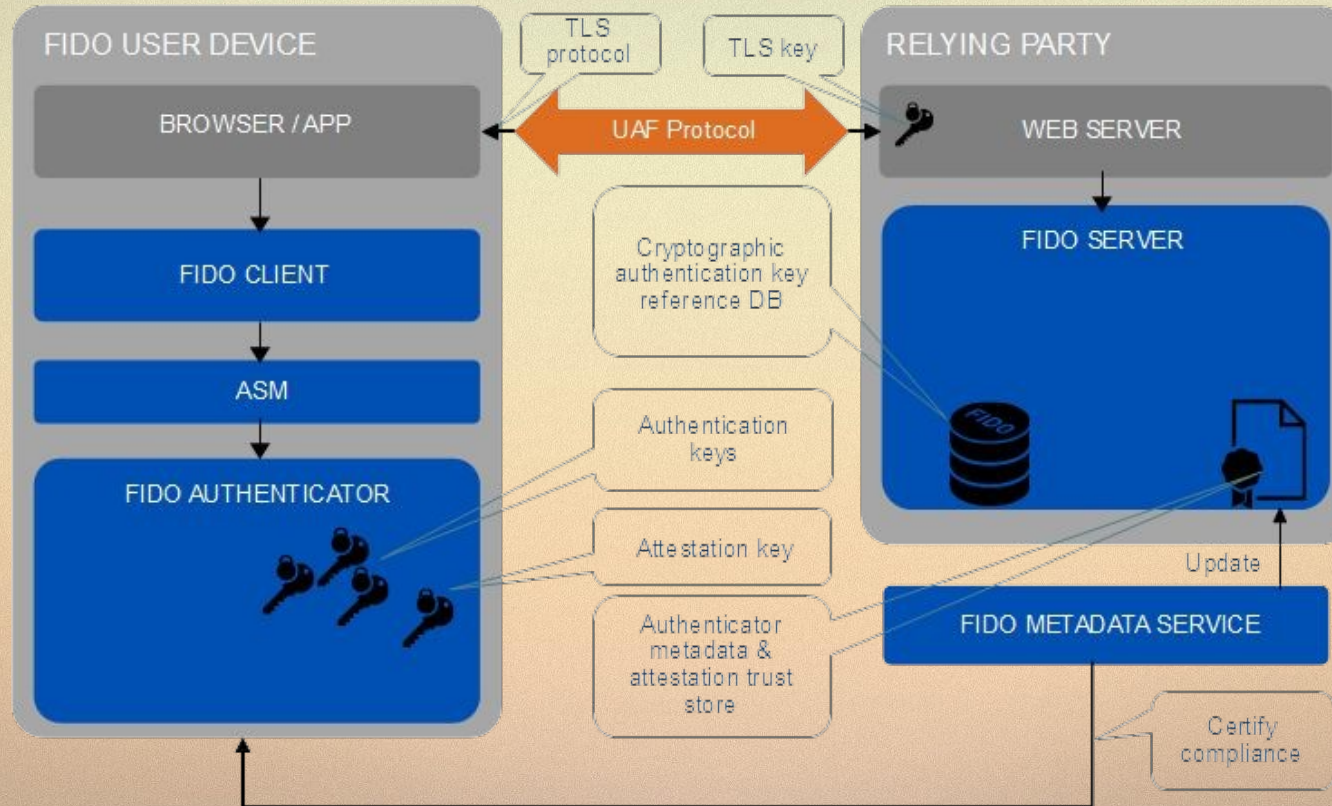 FIDO USER DEVICE
TLS
protocol
TLS key
RELYING PARTY
BROWSER / APP
UAF Protocol
WEB SERVER
FIDO CLIENT
Cryptographic
authentication key
reference DB
FIDO SERVER
ASM
Authentication
keys
FIDO
FIDO AUTHENTICATOR
Attestation key
Update
Authenticator
metadata &
attestation trust
store
FIDO METADATA SERVICE
Certify
compliance